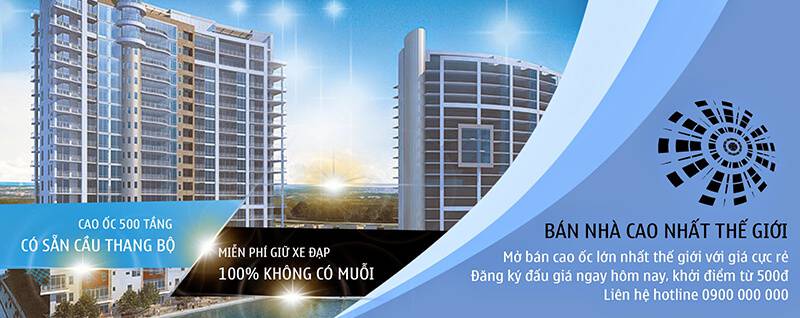 CAO ỐC 500 TẦNG
CÓ SẴN CẦU THANG BỘ
MIỄN PHÍ GIỮ XE ĐẠP
100% KHÔNG CÓ MUỖI
BÁN NHÀ CAO NHẤT THẾ GIỚI
Mở bán cao ốc lớn nhất thế giới với giá cực rẻ
Đăng ký đấu giá ngay hôm nay, khởi điểm từ 500đ
Liên hệ hotline 0900 000 000